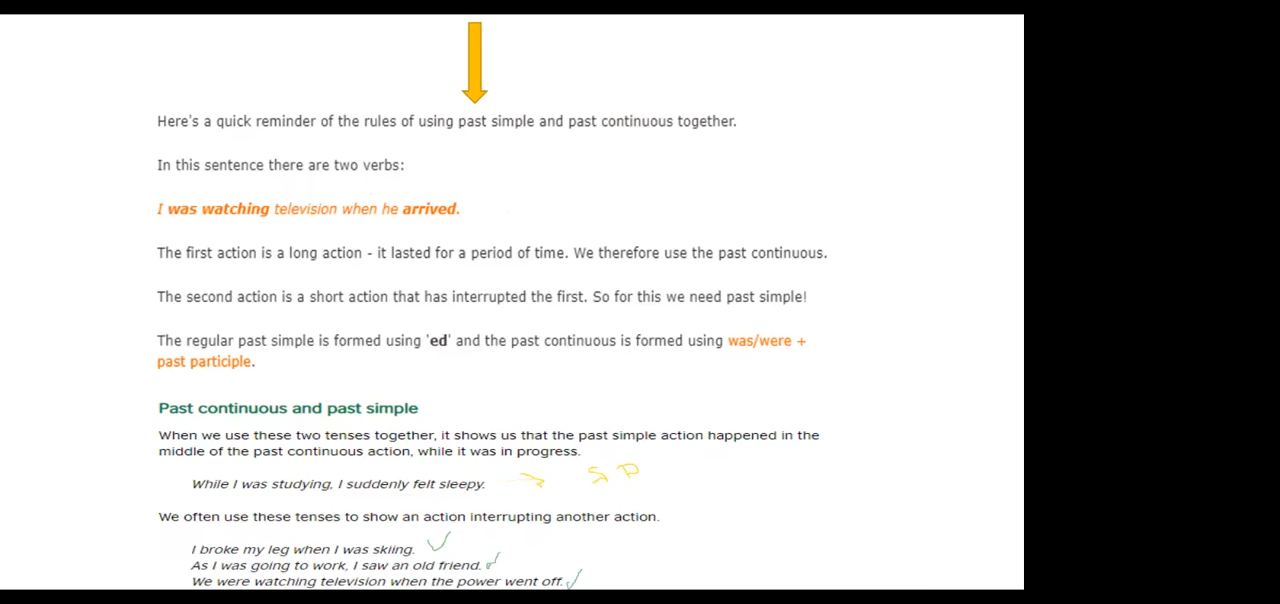 Here's a quick reminder of the rules of using past simple and past continuous together.
In this sentence there are two verbs:
I was watching television when he arrived.
The first action is a long action - it lasted for a period of time. We therefore use the past continuous.
The second action is a short action that has interrupted the first. So for this we need past simple!
The regular past simple is formed using 'ed' and the past continuous is formed using was/were +
past participle.
Past continuous and past simple
When we use these two tenses together, it shows us that the past simple action happened in the
middle of the past continuous action, while it was in progress.
While I was studying, I suddenly felt sleepy.
We often use these tenses to show an action interrupting another action.
I broke my leg when I was skiing.
As I was going to work, I saw an old friend.
We were watching television when the power went off.